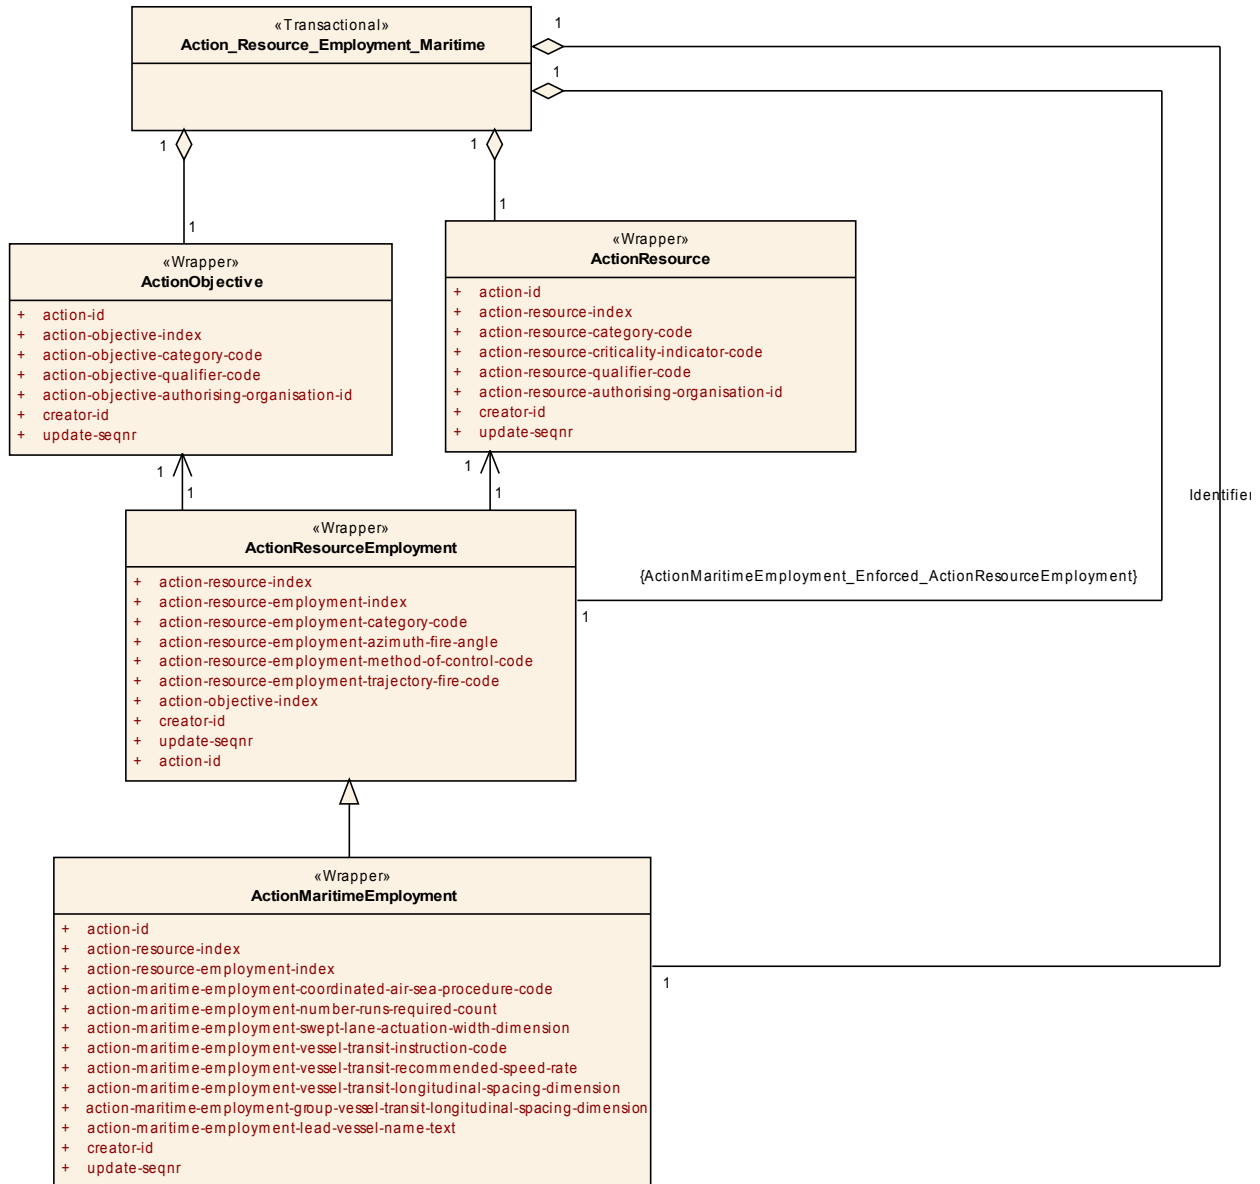 «Transactional»
Action_Resource_Employment_Maritime
1
1
1
1
1
1
«Wrapper»
ActionObjective
+ action-id
+ action-objective-index
+ action-objective-category-code
+ action-objective-qualifier-code
+ action-objective-authorising-organisation-id
+ creator-id
+ update-seqnr
«Wrapper»
ActionResource
+ action-id
+ action-resource-index
+ action-resource-category-code
+ action-resource-criticality-indicator-code
+ action-resource-qualifier-code
+ action-resource-authorising-organisation-id
+ creator-id
+ update-seqnr
1
1
1
1
Identifier
«Wrapper»
ActionResourceEmployment
+ action-resource-index
+ action-resource-employment-index
+ action-resource-employment-category-code
+ action-resource-employment-azimuth-fire-angle
+ action-resource-employment-method-of-control-code
+ action-resource-employment-trajectory-fire-code
+ action-objective-index
+ creator-id
+ update-seqnr
+ action-id
{ActionMaritimeEmployment_Enforced_ActionResourceEmployment}
1
«Wrapper»
ActionMaritimeEmployment
+ action-id
+ action-resource-index
+ action-resource-employment-index
+ action-maritime-employment-coordinated-air-sea-procedure-code
+ action-maritime-employment-number-runs-required-count
+ action-maritime-employment-swept-lane-actuation-width-dimension
+ action-maritime-employment-vessel-transit-instruction-code
+ action-maritime-employment-vessel-transit-recommended-speed-rate
+ action-maritime-employment-vessel-transit-longitudinal-spacing-dimension
+ action-maritime-employment-group-vessel-transit-longitudinal-spacing-dimension
+ action-maritime-employment-lead-vessel-name-text
+ creator-id
+ update-seqnr
1